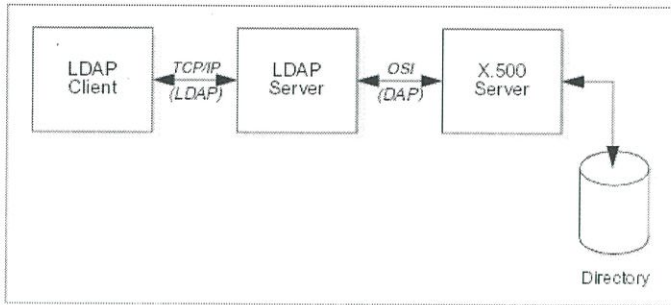 LDAP
Client
TCP/IP
(LDAP)
LDAP
Server
OSI
(DAP)
X.500
Server
Directory